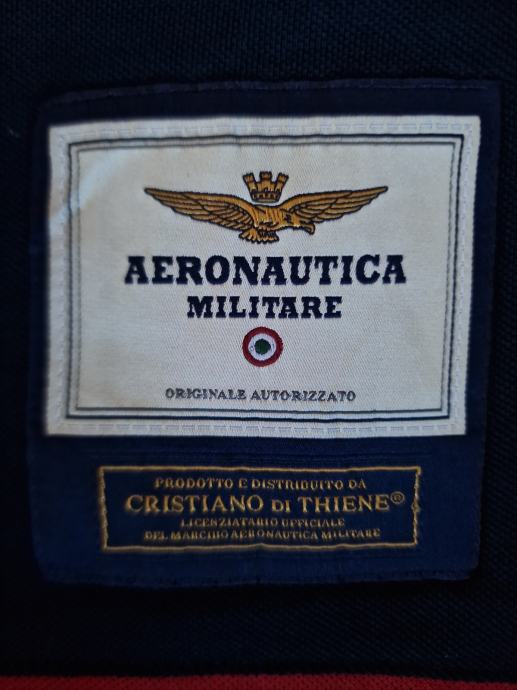 AERONAUTICA
MILITARE
ORIGINALE AUTORIZZATO
PRODOTTO E DISTRIBUITO DA
CRISTIANO DI THIENE®
LICENZIATARIO UFFICIALE
DEL MARCHIO AERONAUTICA MILITARE